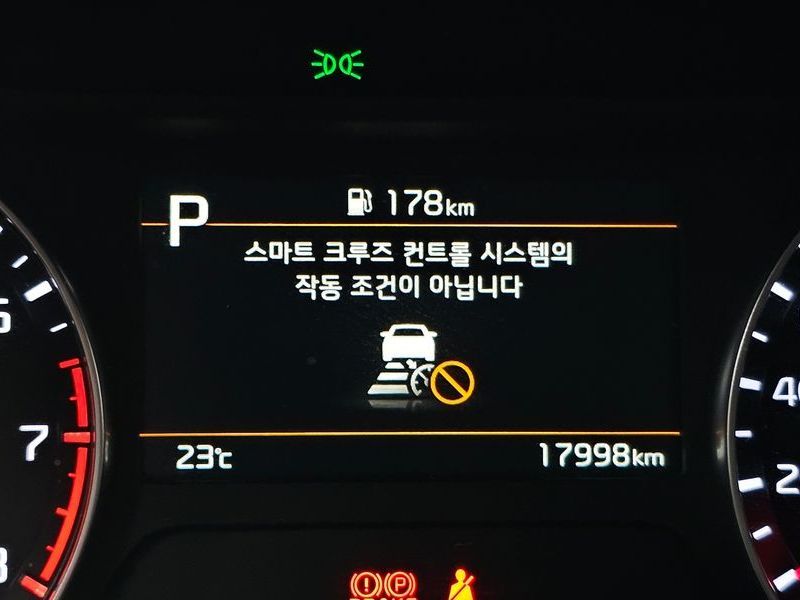 P
178km
스마트 크루즈 컨트롤 시스템의
작동 조건이 아닙니다
23℃
17998km
7